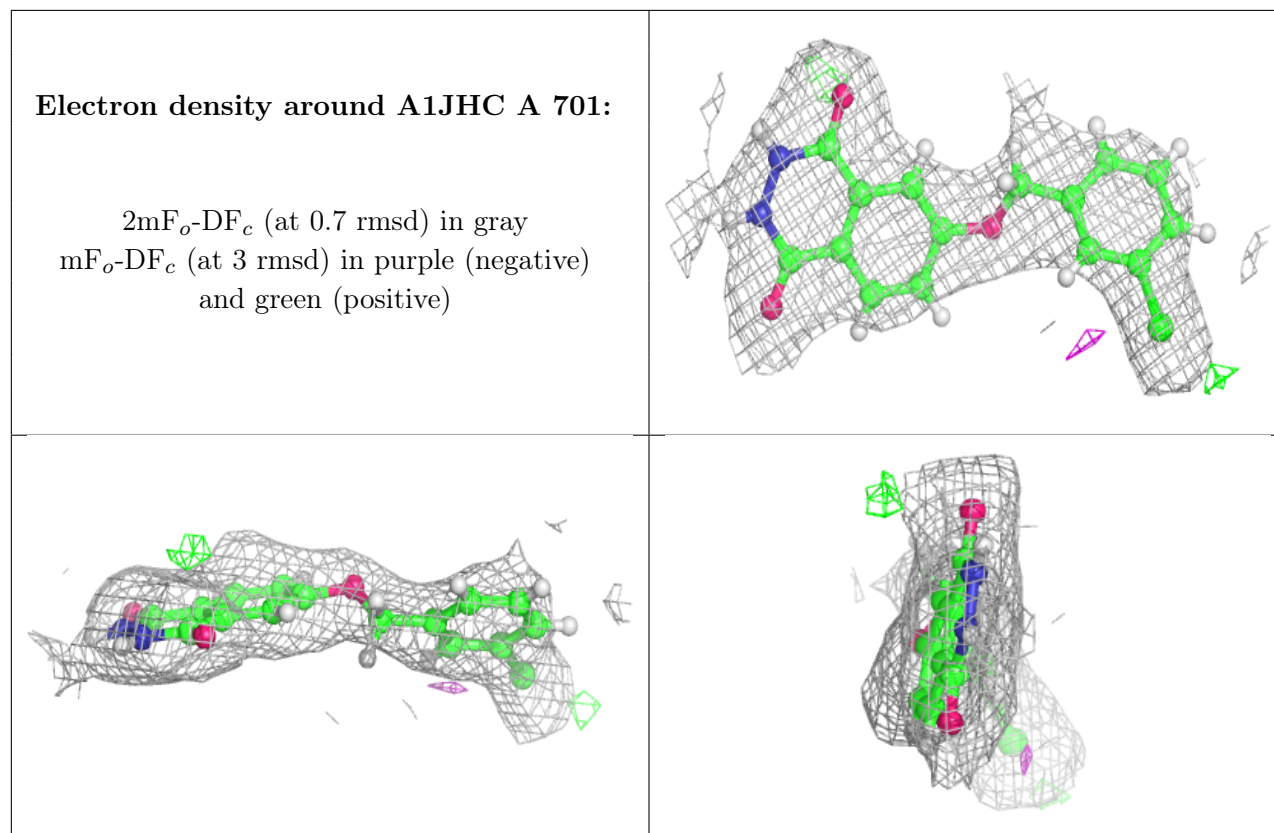 Electron density around A1JHC A 701:
2mFo-DFc (at 0.7 rmsd) in gray
mFo-DFc (at 3 rmsd) in purple (negative)
and green (positive)